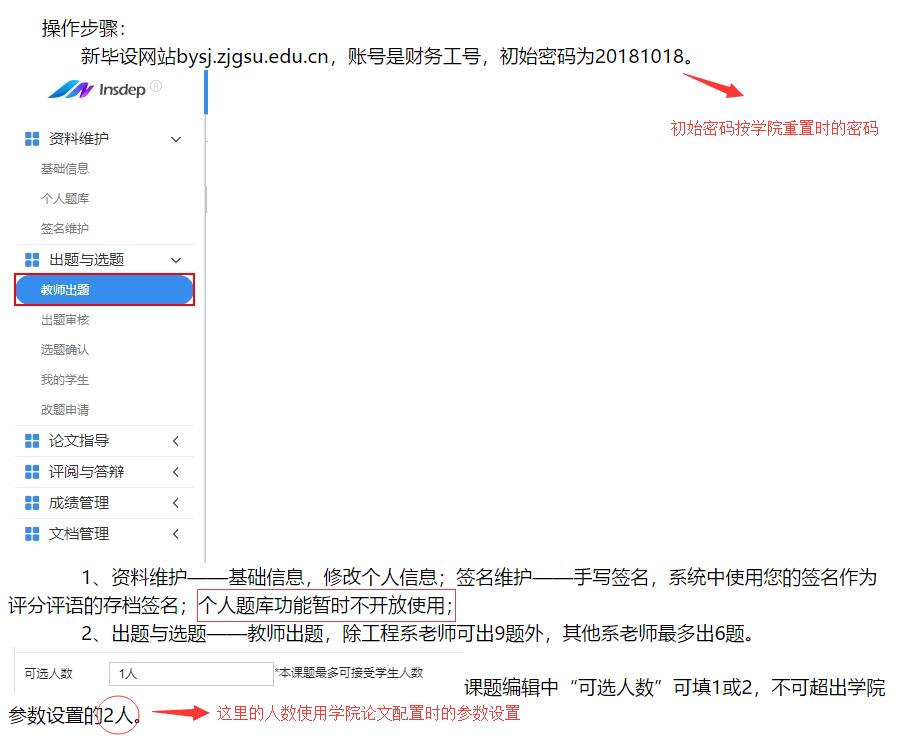 操作步骤：
新毕设网站bysj.zjgsu.edu.cn，账号是财务工号，初始密码为20181018。
Insdep ®
初始密码按学院重置时的密码
资料维护
基础信息
个人题库
签名维护
出题与选题
教师出题
出题审核
选题确认
我的学生
改题申请
论文指导
评阅与答辩
成绩管理
文档管理
1、资料维护——基础信息，修改个人信息；签名维护——手写签名，系统中使用您的签名作为
评分评语的存档签名；个人题库功能暂时不开放使用；
2、出题与选题——教师出题，除工程系老师可出9题外，其他系老师最多出6题。
可选人数 1人 *本课题最多可接受学生人数
课题编辑中“可选人数”可填1或2，不可超出学院
参数设置的2人。 这里的人数使用学院论文配置时的参数设置